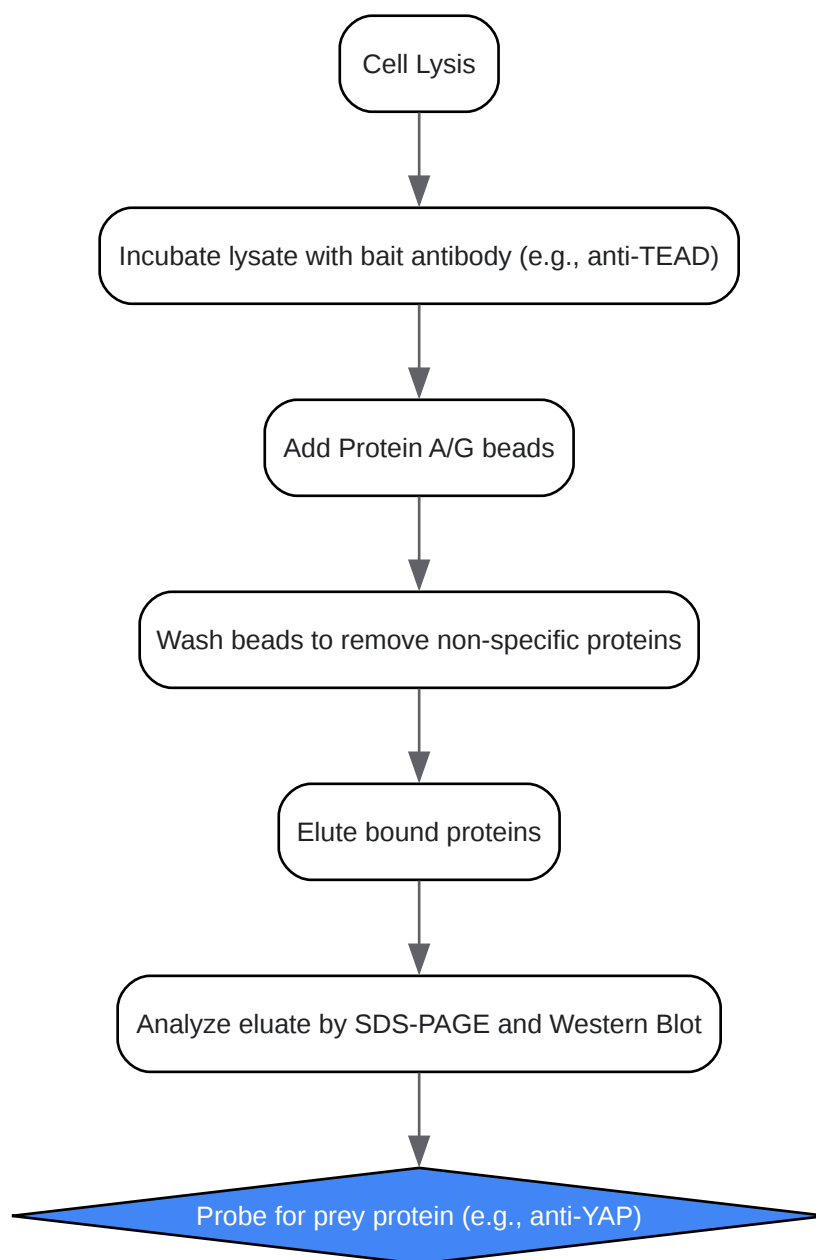 Cell Lysis
Incubate lysate with bait antibody (e.g., anti-TEAD)
Add Protein A/G beads
Wash beads to remove non-specific proteins
Elute bound proteins
Analyze eluate by SDS-PAGE and Western Blot
Probe for prey protein (e.g., anti-YAP)